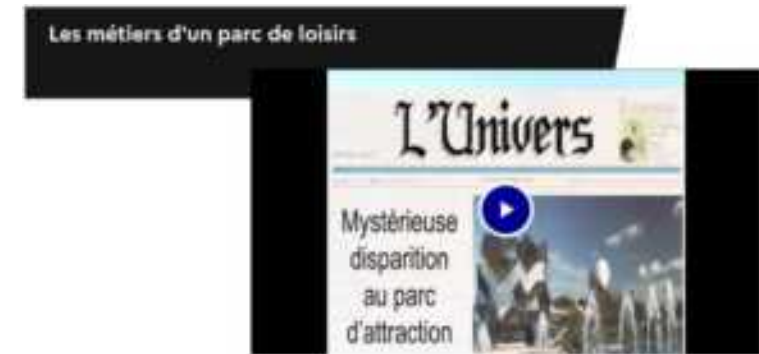 Les métiers d'un parc de loisirs
L'Univers
Mystérieuse
disparition
au parc
d'attraction